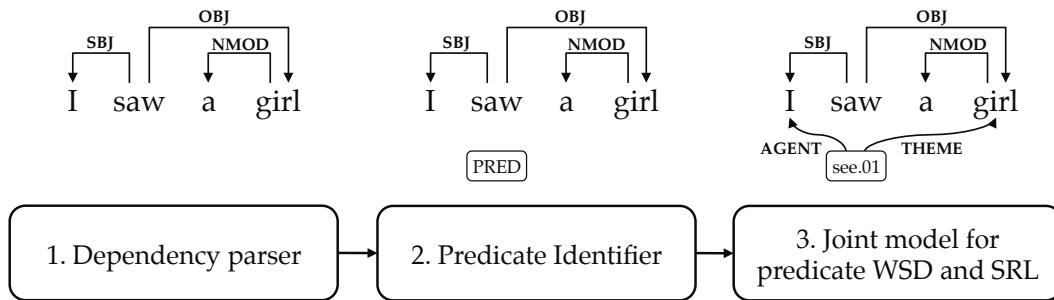 OBJ
SBJ NMOD
I saw a girl
OBJ
SBJ NMOD
I saw a girl
PRED
OBJ
SBJ NMOD
I saw a girl
AGENT THEME
see.01
1. Dependency parser
2. Predicate Identifier
3. Joint model for
predicate WSD and SRL